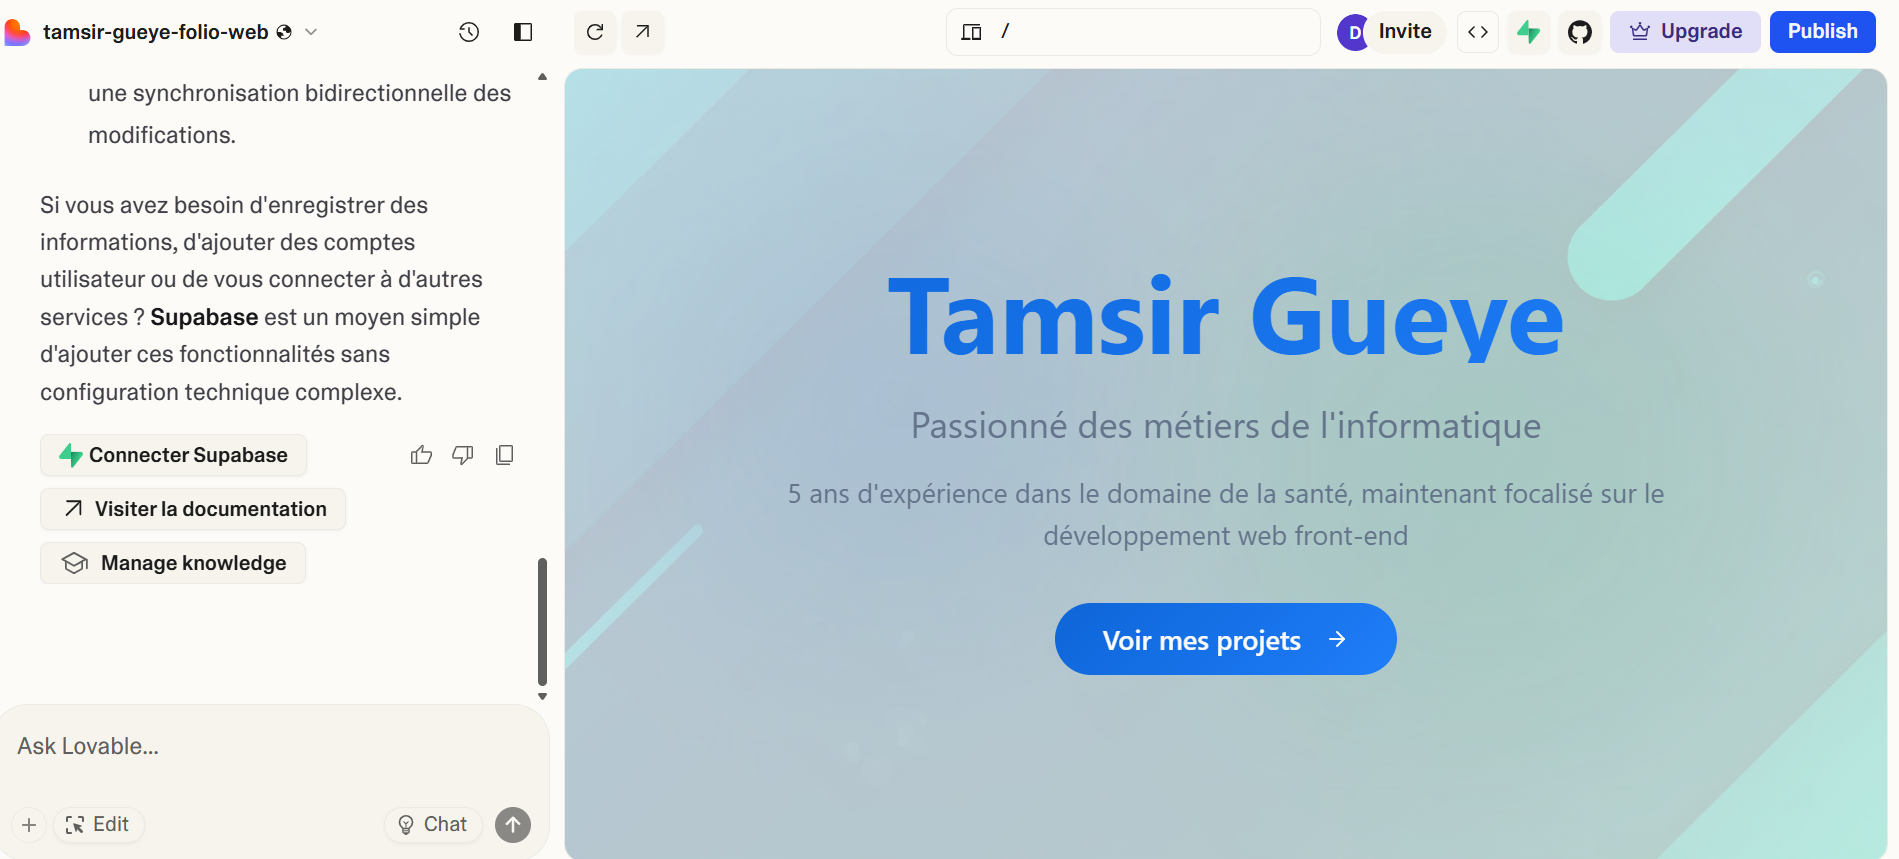 tamsir-gueye-folio-web
/
D
Invite
Upgrade
Publish
une synchronisation bidirectionnelle des
modifications.
Si vous avez besoin d'enregistrer des
informations, d'ajouter des comptes
utilisateur ou de vous connecter à d'autres
services ? Supabase est un moyen simple
d'ajouter ces fonctionnalités sans
configuration technique complexe.
Connecter Supabase
Visiter la documentation
Manage knowledge
Ask Lovable...
Edit
Chat
Tamsir Gueye
Passionné des métiers de l'informatique
5 ans d'expérience dans le domaine de la santé, maintenant focalisé sur le
développement web front-end
Voir mes projets